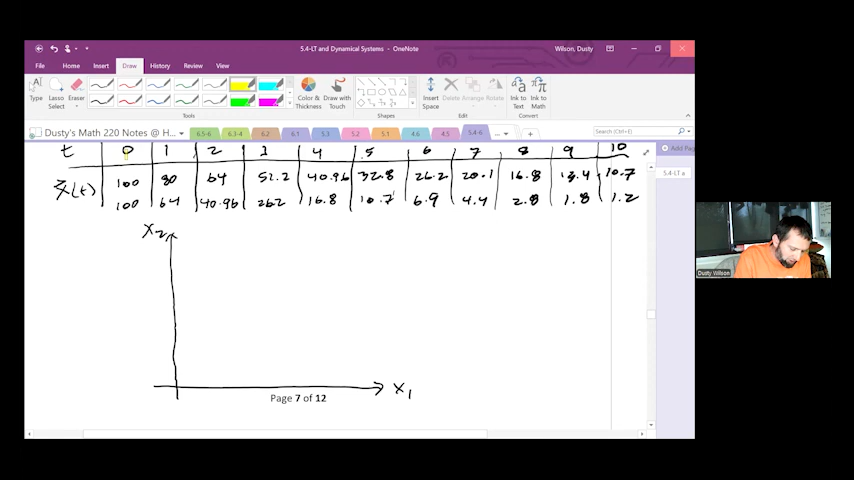 5.4-LT and Dynamical Systems - OneNote
Wilson, Dusty
File Home Insert Draw History Review View
Type Lasso Select Eraser Color & Thickness Draw with Touch Insert Space Delete Arrange Rotate Ink to Text Ink to Math
Tools Shapes Edit Convert
Dusty's Math 220 Notes @ H... 6.5-6 6.3-4 6.2 6.1 5.3 5.2 5.1 4.6 4.5 5.4-6 ... + Search (Ctrl+E)
Add Pag
5.4-LT a
t 0 1 2 3 4 5 6 7 8 9 10
x(t) 100 80 64 51.2 40.96 32.8 26.2 20.1 16.8 13.4 10.7
100 64 40.96 262 16.8 10.7 6.9 4.4 2.8 1.8 1.2
x2
x1
Page 7 of 12
Dusty Wilson